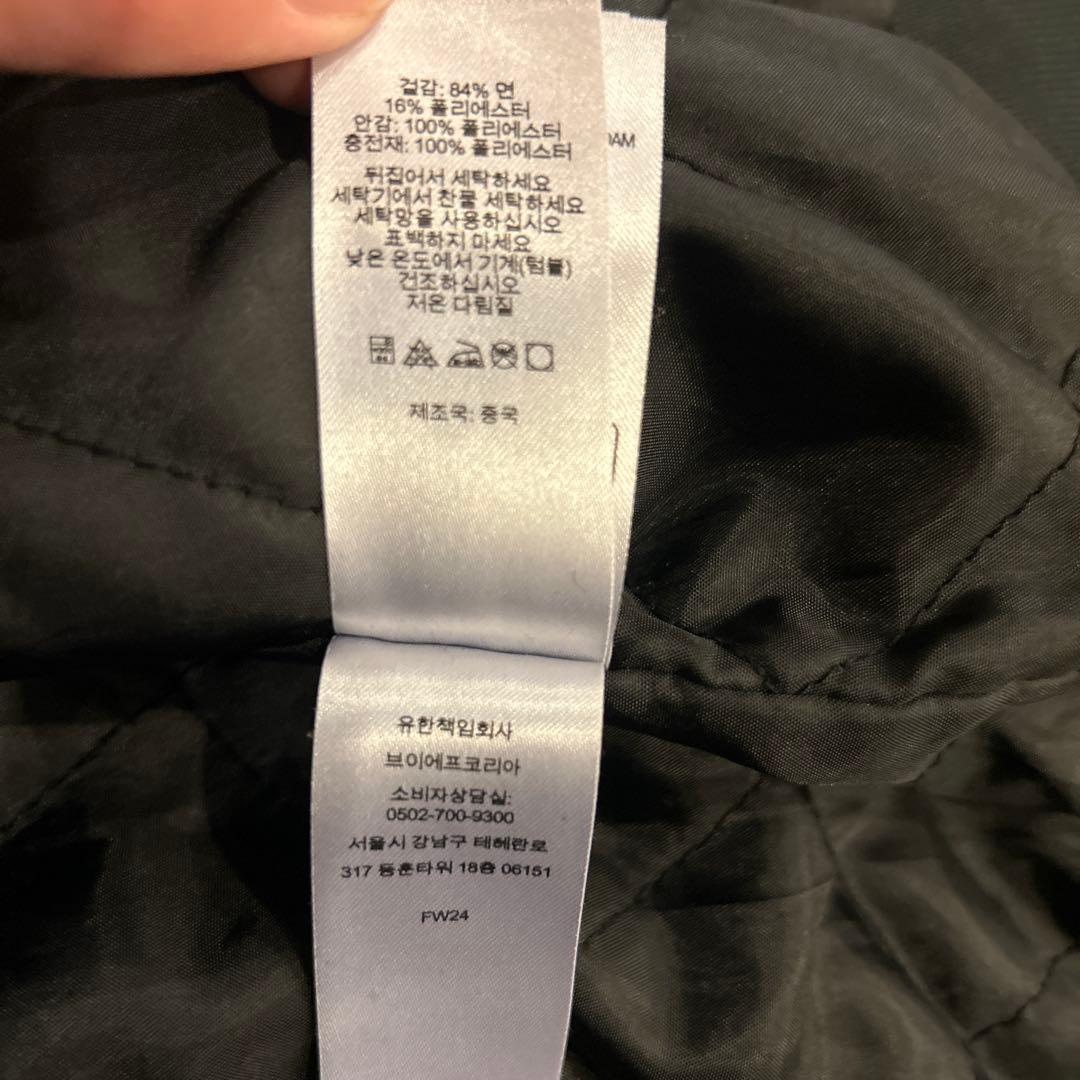 겉감: 84% 면
16% 폴리에스터
안감: 100% 폴리에스터
충전재: 100% 폴리에스터
뒤집어서 세탁하세요
세탁기에서 찬물 세탁하세요
세탁망을 사용하십시오
표백하지 마세요
낮은 온도에서 기계(텀블)
건조하십시오
저온 다림질
제조국: 중국
유한책임회사
브이에프코리아
소비자상담실:
0502-700-9300
서울시 강남구 테헤란로
317 동훈타워 18층 06151
FW24